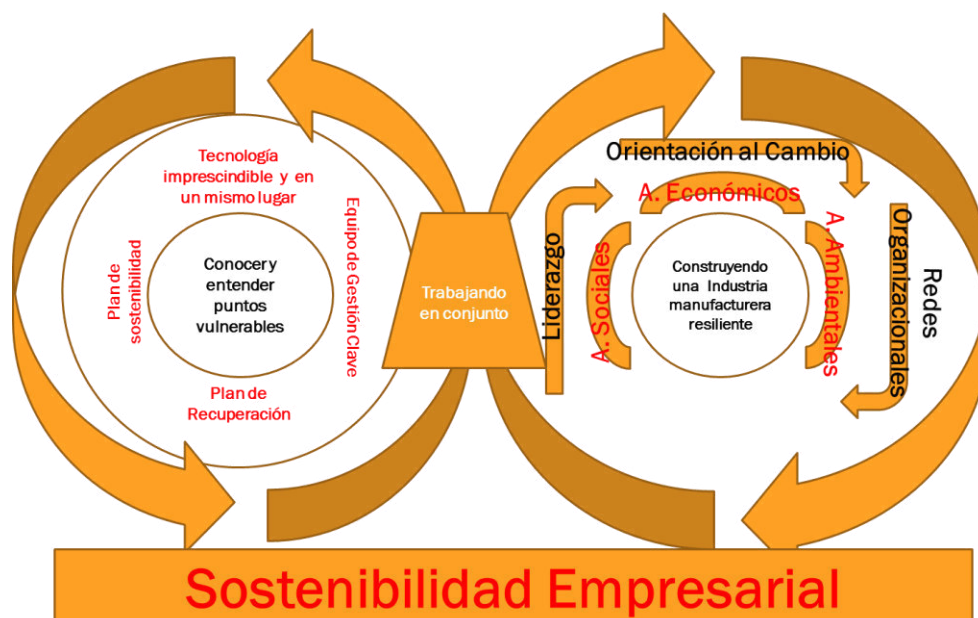 Tecnología
imprescindible y en
un mismo lugar
Plan de
sostenibilidad
Conocer y
entender
puntos
vulnerables
Equipo de Gestión Clave
Plan de
Recuperación
Trabajando
en conjunto
Orientación al Cambio
A. Económicos
Liderazgo
A. Sociales
Construyendo
una Industria
manufacturera
resiliente
A. Ambientales
Redes
Organizacionales
Sostenibilidad Empresarial